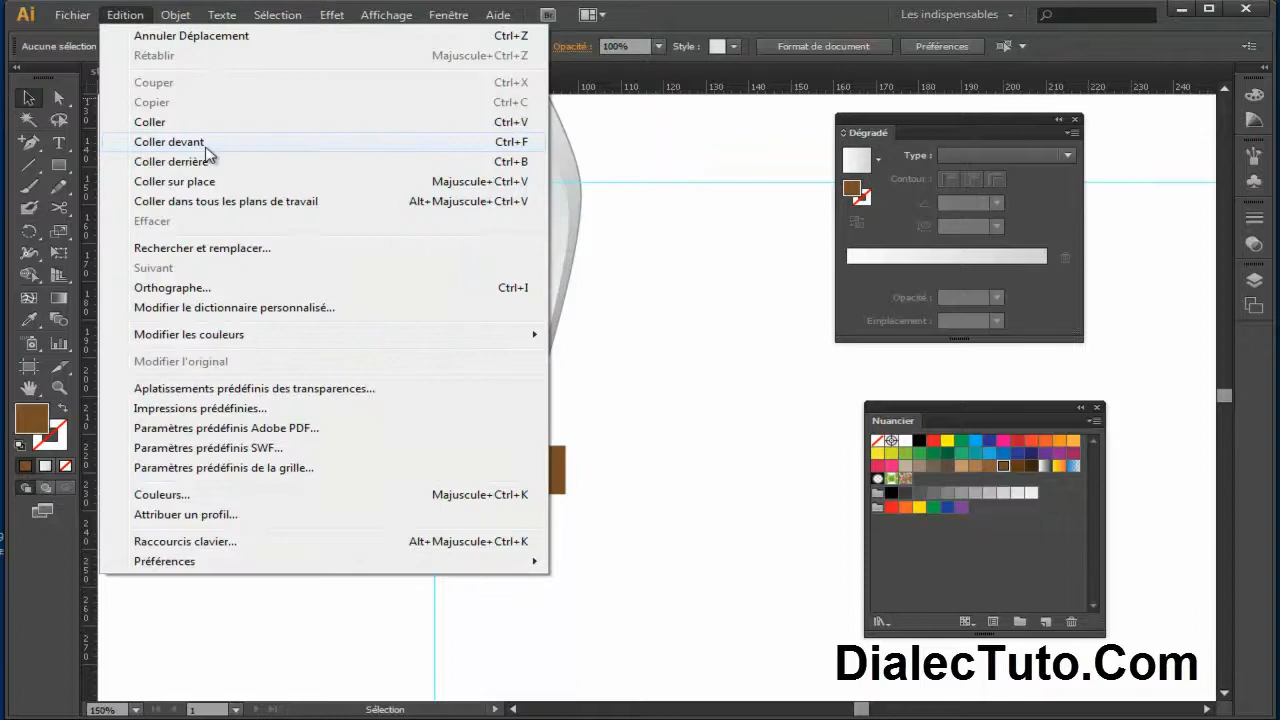 Ai Fichier Edition Objet Texte Sélection Effet Affichage Fenêtre Aide Br Les indispensables
Aucune sélection Opacité : 100% Style : Format de document Préférences
Annuler Déplacement Ctrl+Z
Rétablir Majuscule+Ctrl+Z
Couper Ctrl+X
Copier Ctrl+C
Coller Ctrl+V
Coller devant Ctrl+F
Coller derrière Ctrl+B
Coller sur place Majuscule+Ctrl+V
Coller dans tous les plans de travail Alt+Majuscule+Ctrl+V
Effacer
Rechercher et remplacer...
Suivant
Orthographe... Ctrl+I
Modifier le dictionnaire personnalisé...
Modifier les couleurs
Modifier l'original
Aplatissements prédéfinis des transparences...
Impressions prédéfinies...
Paramètres prédéfinis Adobe PDF...
Paramètres prédéfinis SWF...
Paramètres prédéfinis de la grille...
Couleurs... Majuscule+Ctrl+K
Attribuer un profil...
Raccourcis clavier... Alt+Majuscule+Ctrl+K
Préférences
100 110 120 130 140 150 160 170 180 190 200 210 220 230 240
Dégradé
Type :
Contour :
Opacité :
Emplacement :
Nuancier
DialecTuto.Com
150% 1 Sélection